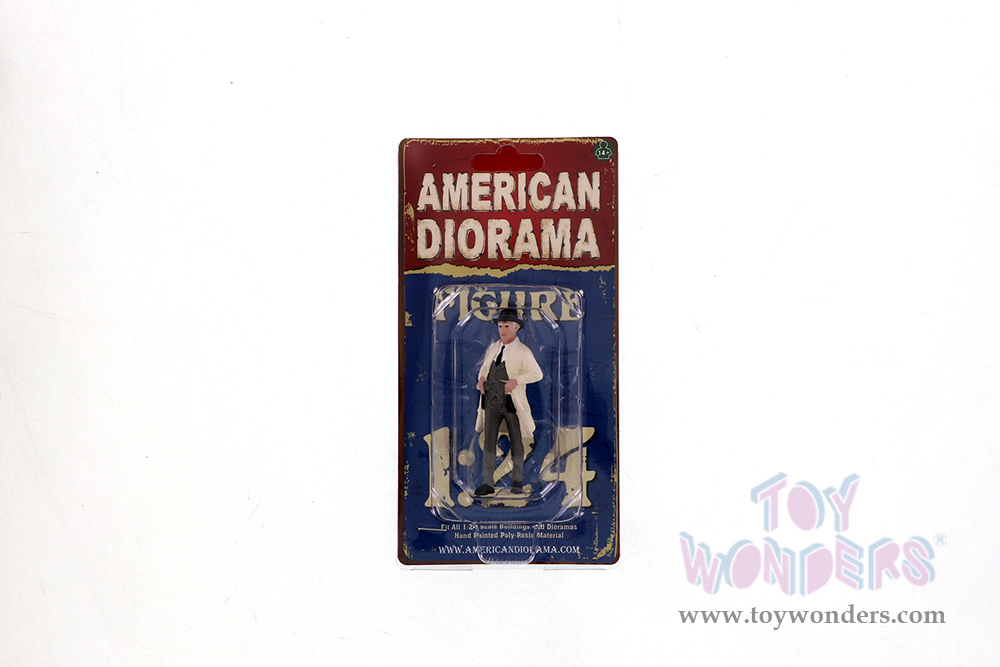 14+
AMERICAN
DIORAMA
FIGURE
1:24
Fit All 1:24 Scale Buildings and Dioramas
Hand Painted Poly-Resin Material
WWW.AMERICANDIORAMA.COM
TOY
WONDERS®
www.toywonders.com